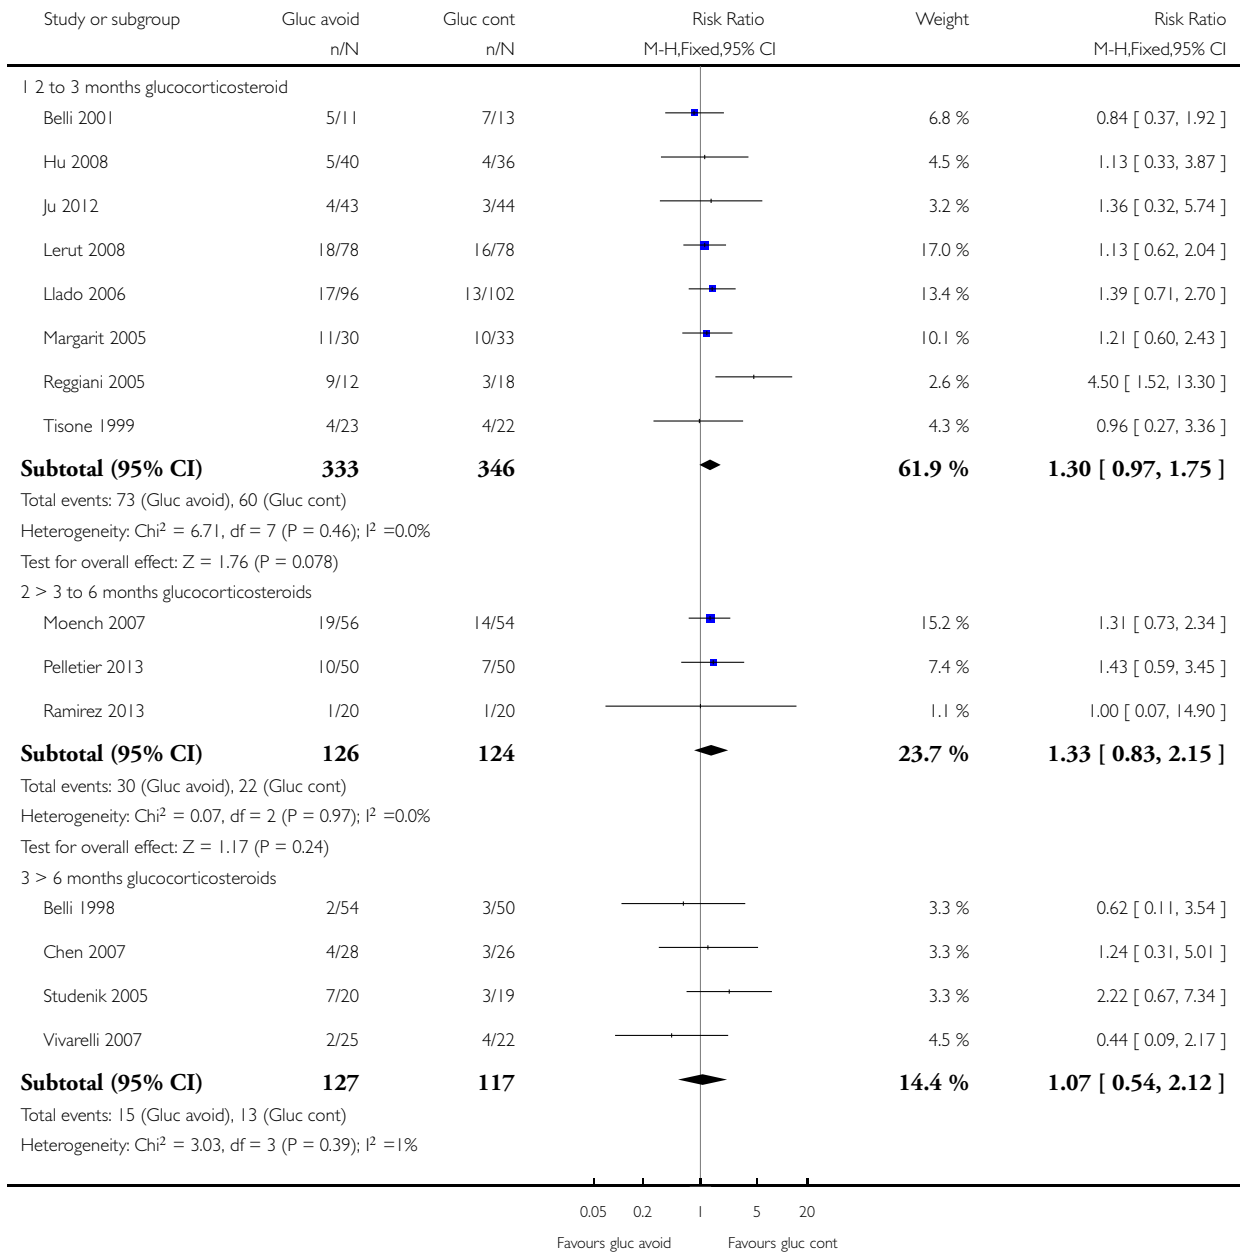 Study or subgroup Gluc avoid Gluc cont Risk Ratio Weight Risk Ratio
n/N n/N M-H,Fixed,95% CI M-H,Fixed,95% CI
1 2 to 3 months glucocorticosteroid
Belli 2001 5/11 7/13 6.8 % 0.84 [ 0.37, 1.92 ]
Hu 2008 5/40 4/36 4.5 % 1.13 [ 0.33, 3.87 ]
Ju 2012 4/43 3/44 3.2 % 1.36 [ 0.32, 5.74 ]
Lerut 2008 18/78 16/78 17.0 % 1.13 [ 0.62, 2.04 ]
Llado 2006 17/96 13/102 13.4 % 1.39 [ 0.71, 2.70 ]
Margarit 2005 11/30 10/33 10.1 % 1.21 [ 0.60, 2.43 ]
Reggiani 2005 9/12 3/18 2.6 % 4.50 [ 1.52, 13.30 ]
Tisone 1999 4/23 4/22 4.3 % 0.96 [ 0.27, 3.36 ]
Subtotal (95% CI) 333 346 61.9 % 1.30 [ 0.97, 1.75 ]
Total events: 73 (Gluc avoid), 60 (Gluc cont)
Heterogeneity: Chi² = 6.71, df = 7 (P = 0.46); I² =0.0%
Test for overall effect: Z = 1.76 (P = 0.078)
2 > 3 to 6 months glucocorticosteroids
Moench 2007 19/56 14/54 15.2 % 1.31 [ 0.73, 2.34 ]
Pelletier 2013 10/50 7/50 7.4 % 1.43 [ 0.59, 3.45 ]
Ramirez 2013 1/20 1/20 1.1 % 1.00 [ 0.07, 14.90 ]
Subtotal (95% CI) 126 124 23.7 % 1.33 [ 0.83, 2.15 ]
Total events: 30 (Gluc avoid), 22 (Gluc cont)
Heterogeneity: Chi² = 0.07, df = 2 (P = 0.97); I² =0.0%
Test for overall effect: Z = 1.17 (P = 0.24)
3 > 6 months glucocorticosteroids
Belli 1998 2/54 3/50 3.3 % 0.62 [ 0.11, 3.54 ]
Chen 2007 4/28 3/26 3.3 % 1.24 [ 0.31, 5.01 ]
Studenik 2005 7/20 3/19 3.3 % 2.22 [ 0.67, 7.34 ]
Vivarelli 2007 2/25 4/22 4.5 % 0.44 [ 0.09, 2.17 ]
Subtotal (95% CI) 127 117 14.4 % 1.07 [ 0.54, 2.12 ]
Total events: 15 (Gluc avoid), 13 (Gluc cont)
Heterogeneity: Chi² = 3.03, df = 3 (P = 0.39); I² =1%
0.05 0.2 1 5 20
Favours gluc avoid Favours gluc cont